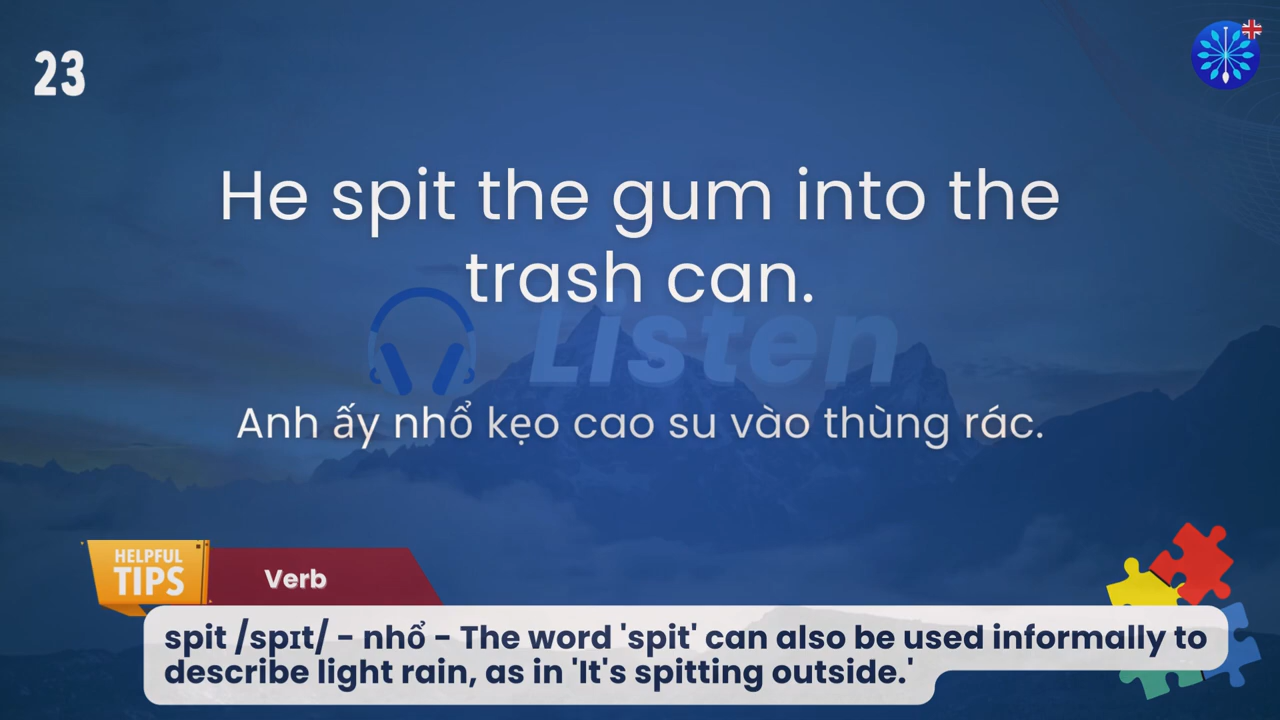 23
He spit the gum into the
trash can.
Listen
Anh ấy nhổ kẹo cao su vào thùng rác.
HELPFUL
TIPS
Verb
spit /spɪt/ - nhổ - The word 'spit' can also be used informally to
describe light rain, as in 'It's spitting outside.'